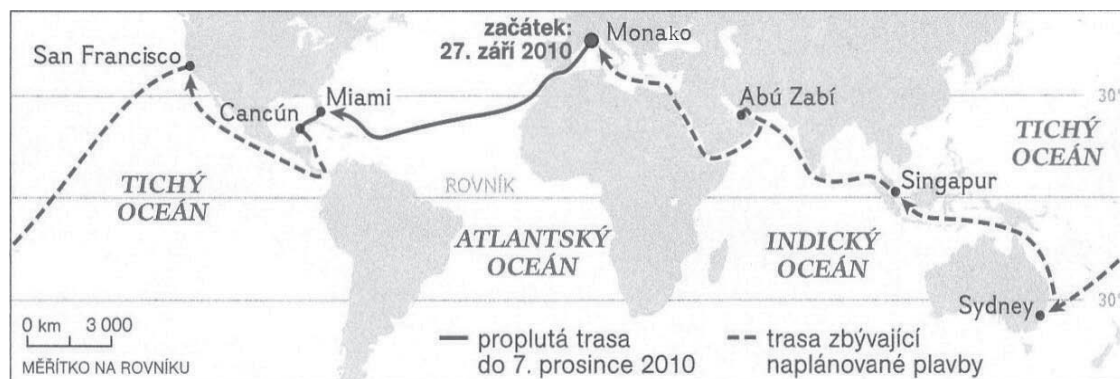 začátek:
27. září 2010
Monako
San Francisco
Cancún
Miami
Abú Zabí
30°
TICHÝ
OCEÁN
TICHÝ
OCEÁN
ROVNÍK
Singapur
ATLANTSKÝ
OCEÁN
INDICKÝ
OCEÁN
30°
Sydney
0 km 3 000
MĚŘÍTKO NA ROVNÍKU
proplutá trasa
do 7. prosince 2010
trasa zbývající
naplánované plavby